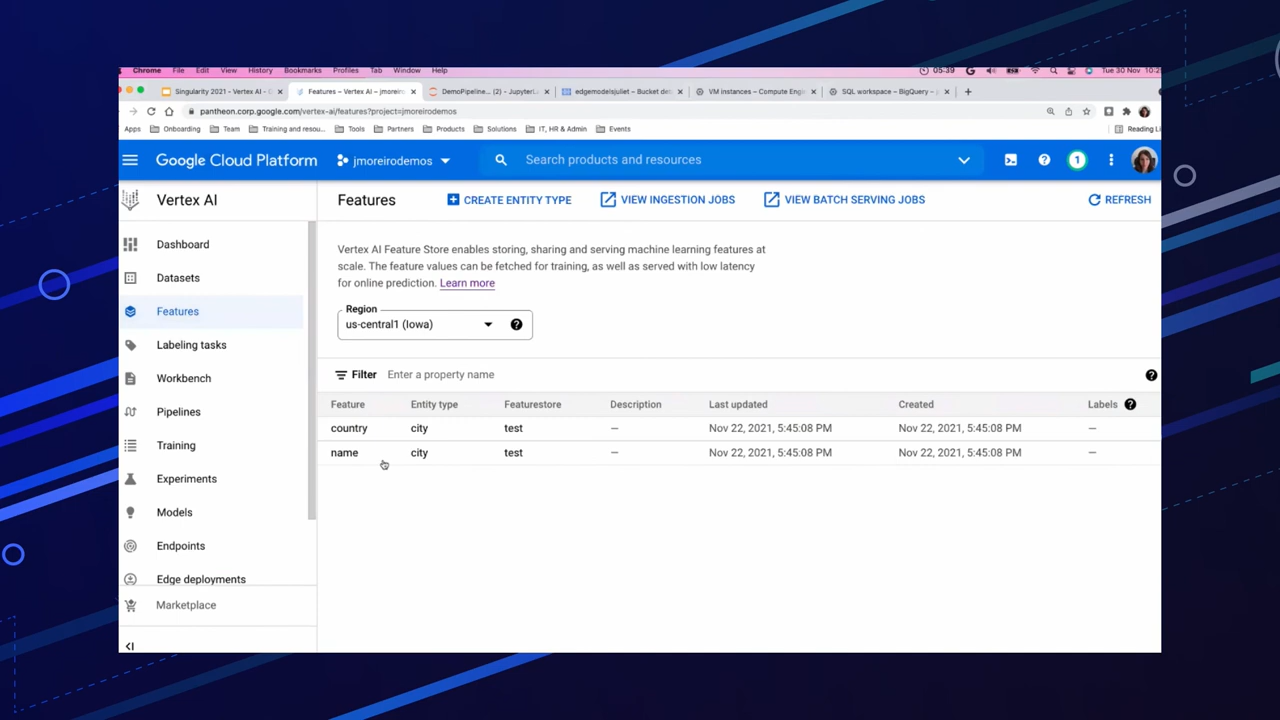 Chrome File Edit View History Bookmarks Profiles Tab Window Help 05:39 Tue 30 Nov
Singularity 2021 - Vertex AI - Features – Vertex AI – jmoreiro DemoPipeline... (2) - JupyterL edgemodelsjuliet – Bucket de VM instances – Compute Engi SQL workspace – BigQuery –
pantheon.corp.google.com/vertex-ai/features?project=jmoreirodemos
Apps Onboarding Team Training and resou... Tools Partners Products Solutions IT, HR & Admin Events Reading Li
Google Cloud Platform jmoreirodemos Search products and resources 1
Vertex AI
Features CREATE ENTITY TYPE VIEW INGESTION JOBS VIEW BATCH SERVING JOBS REFRESH
Dashboard
Datasets
Features
Labeling tasks
Workbench
Pipelines
Training
Experiments
Models
Endpoints
Edge deployments
Marketplace
Vertex AI Feature Store enables storing, sharing and serving machine learning features at
scale. The feature values can be fetched for training, as well as served with low latency
for online prediction. Learn more
Region
us-central1 (Iowa)
Filter Enter a property name
Feature Entity type Featurestore Description Last updated Created Labels
country city test – Nov 22, 2021, 5:45:08 PM Nov 22, 2021, 5:45:08 PM –
name city test – Nov 22, 2021, 5:45:08 PM Nov 22, 2021, 5:45:08 PM –